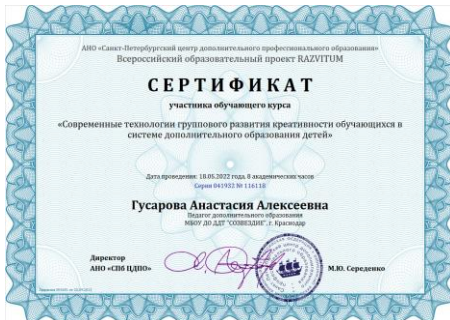 АНО «Санкт-Петербургский центр дополнительного профессионального образования»
Всероссийский образовательный проект RAZVITUM
СЕРТИФИКАТ
участника обучающего курса
«Современные технологии группового развития креативности обучающихся в
системе дополнительного образования детей»
Дата проведения: 18.05.2022 года, 8 академических часов
Серия 041932 № 116118
Гусарова Анастасия Алексеевна
Педагог дополнительного образования
МБОУ ДО ДДТ "СОЗВЕЗДИЕ", г. Краснодар
Директор
АНО «СПБ ЦДПО»
М.Ю. Середенко